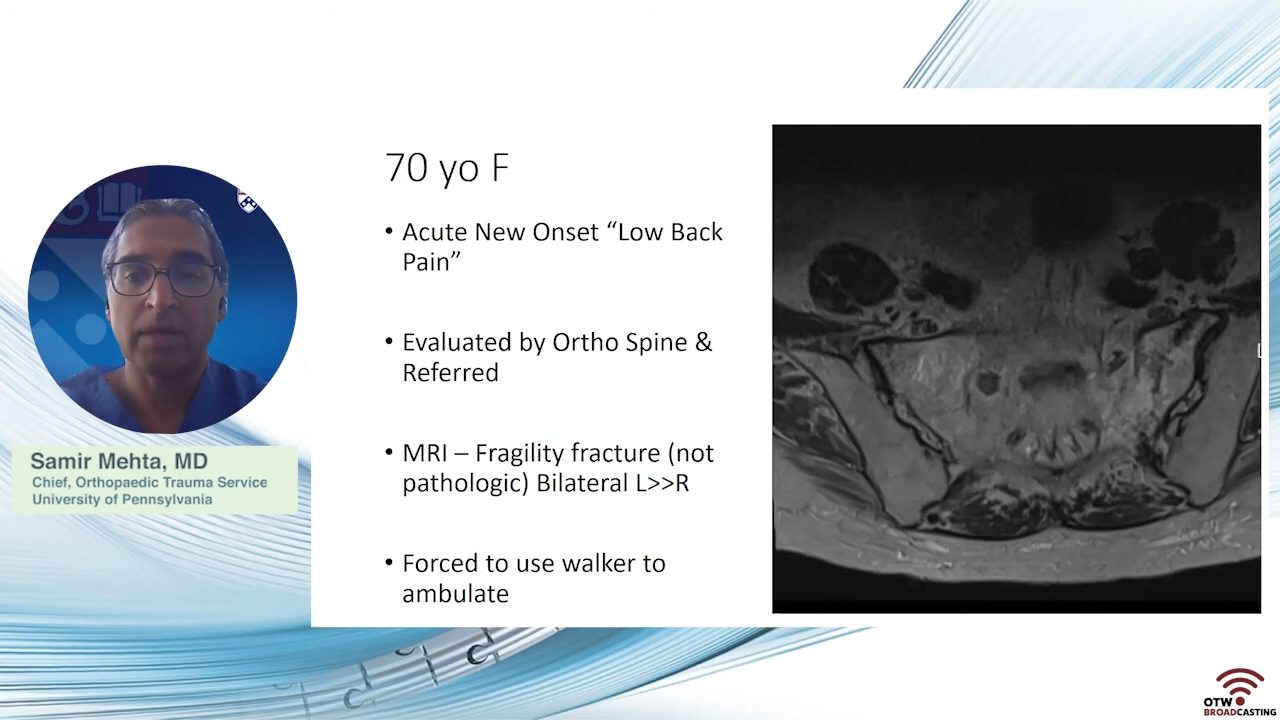 70 yo F
• Acute New Onset “Low Back
Pain”
• Evaluated by Ortho Spine &
Referred
• MRI – Fragility fracture (not
pathologic) Bilateral L>>R
• Forced to use walker to
ambulate
Samir Mehta, MD
Chief, Orthopaedic Trauma Service
University of Pennsylvania
L
OTW
BROADCASTING